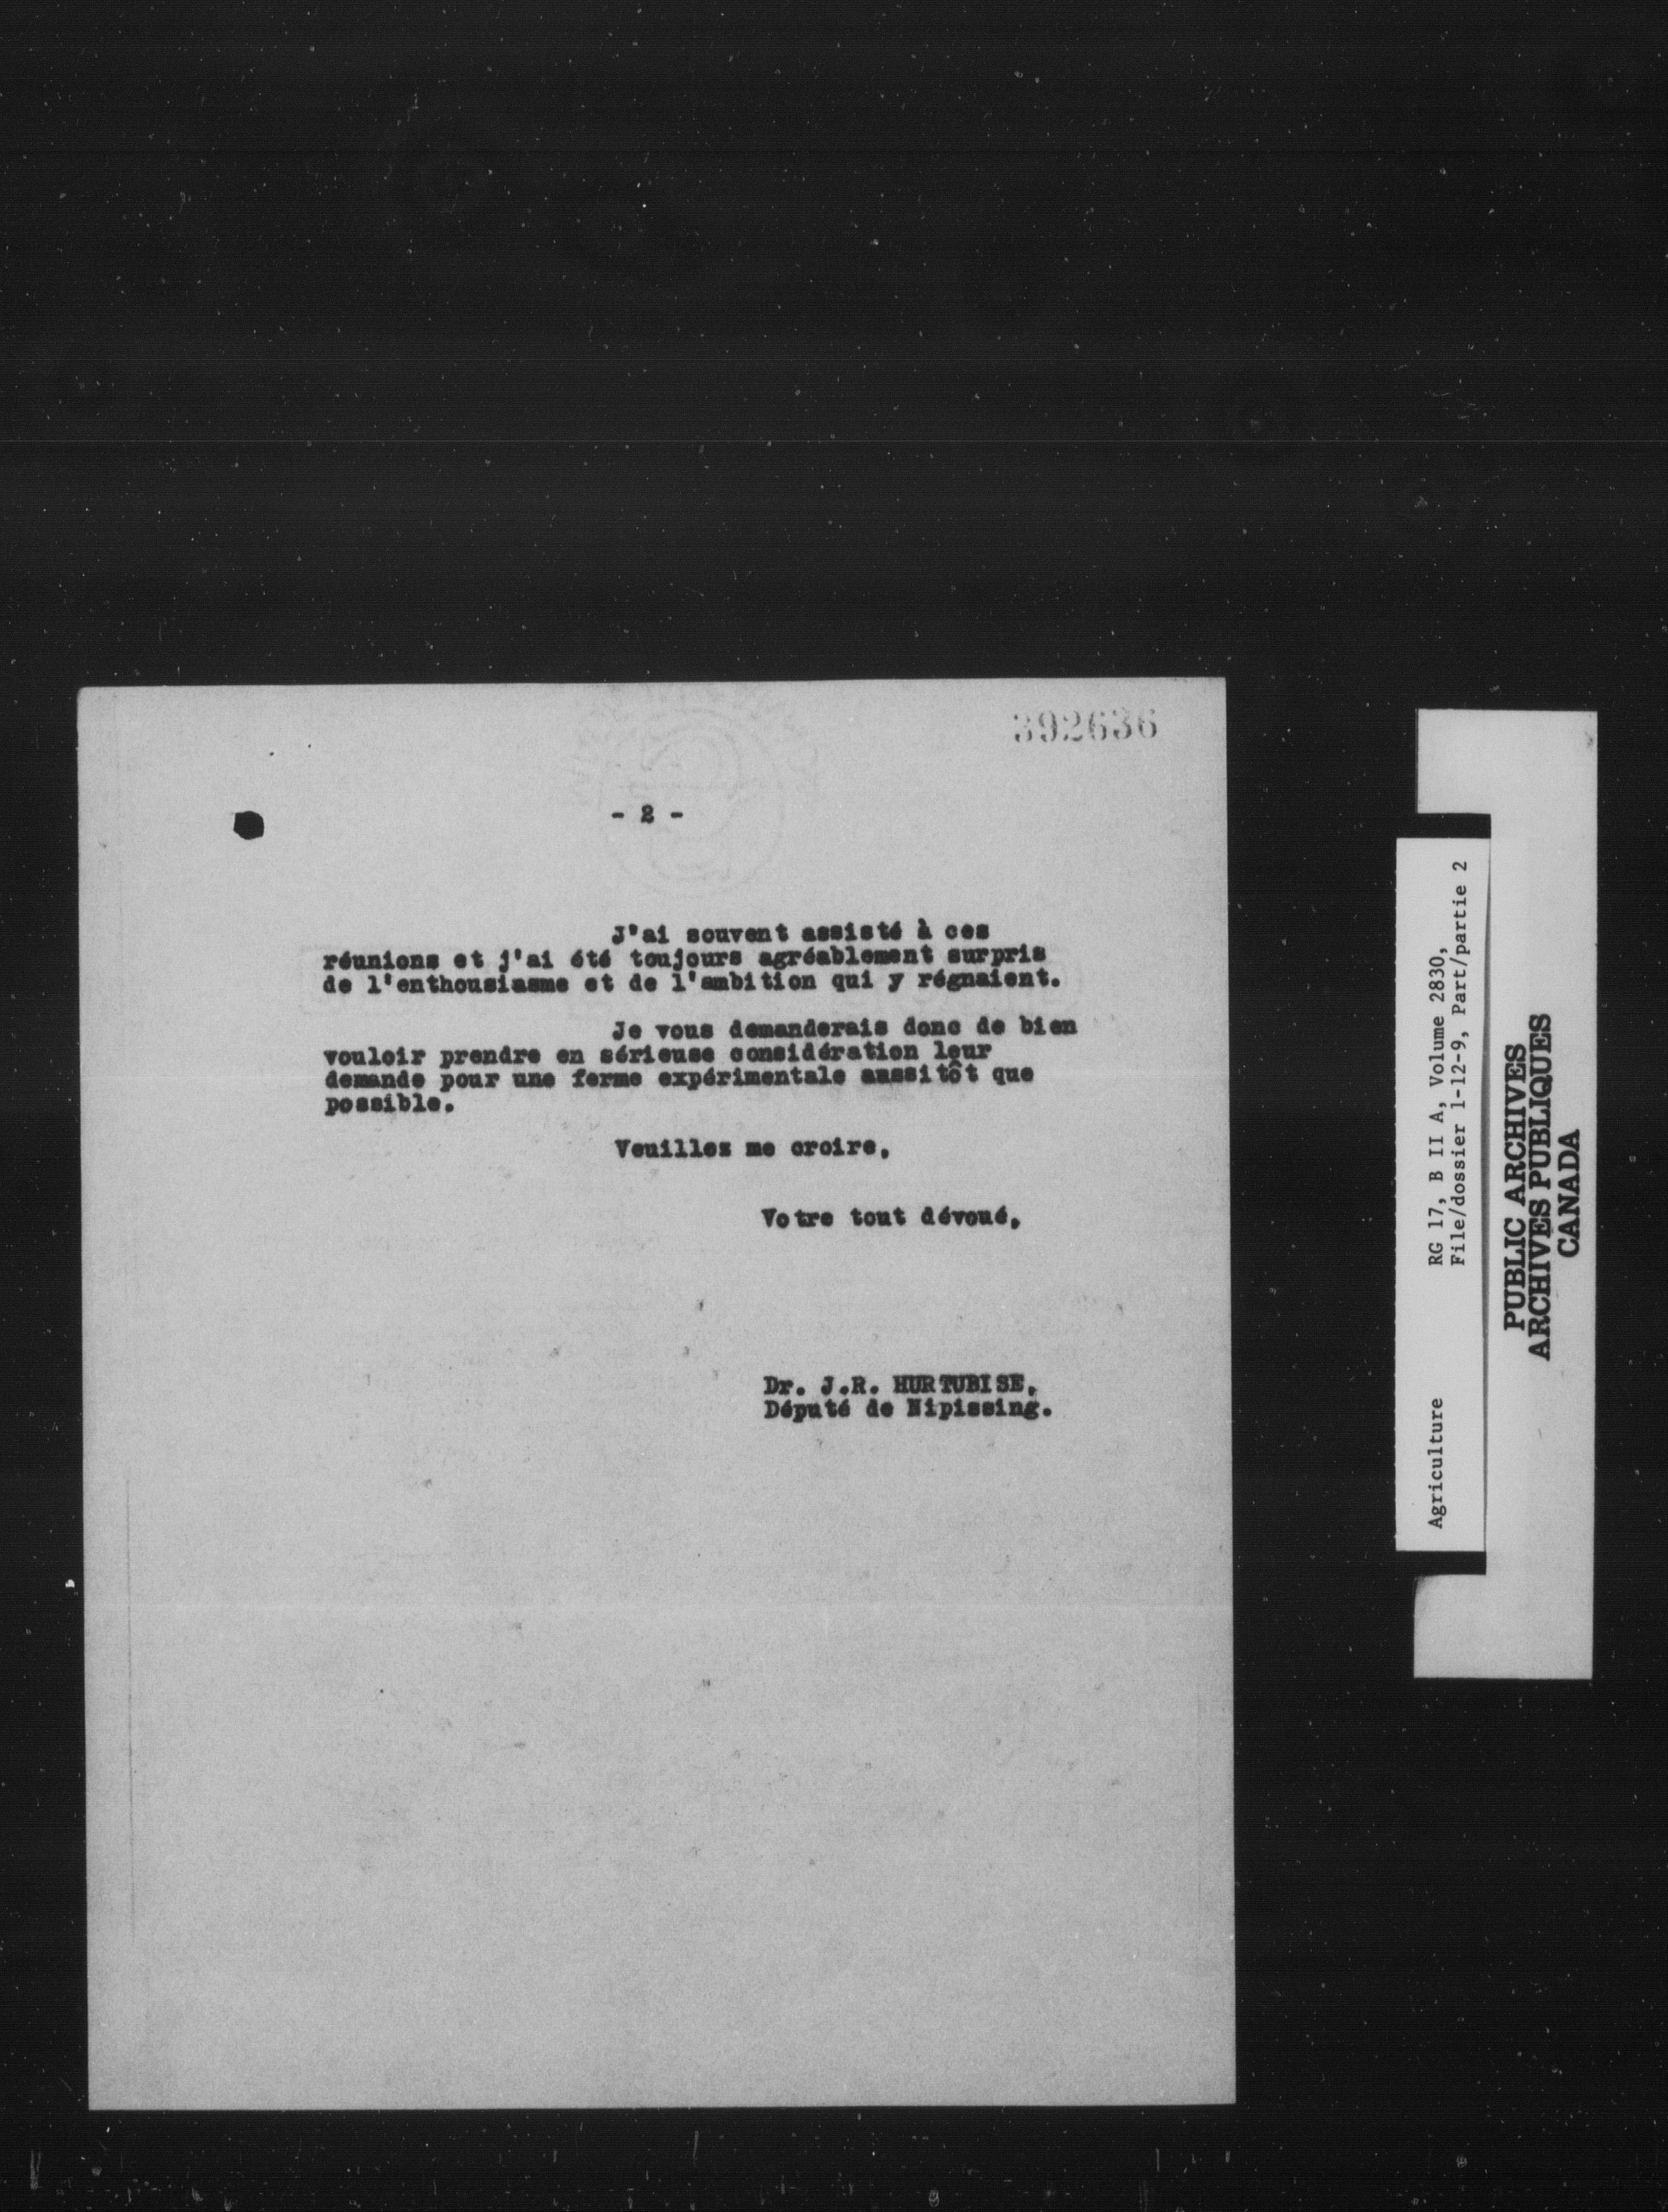 392636
- 2 -
J'ai souvent assisté à ces
réunions et j'ai été toujours agréablement surpris
de l'enthousiasme et de l'ambition qui y régnaient.
Je vous demanderais donc de bien
vouloir prendre en sérieuse considération leur
demande pour une ferme expérimentale aussitôt que
possible.
Veuillez me croire,
Votre tout dévoué,
Dr. J.R. HURTUBISE,
Député de Nipissing.
Agriculture RG 17, B II A, Volume 2830,
File/dossier 1-12-9, Part/partie 2
PUBLIC ARCHIVES
ARCHIVES PUBLIQUES
CANADA